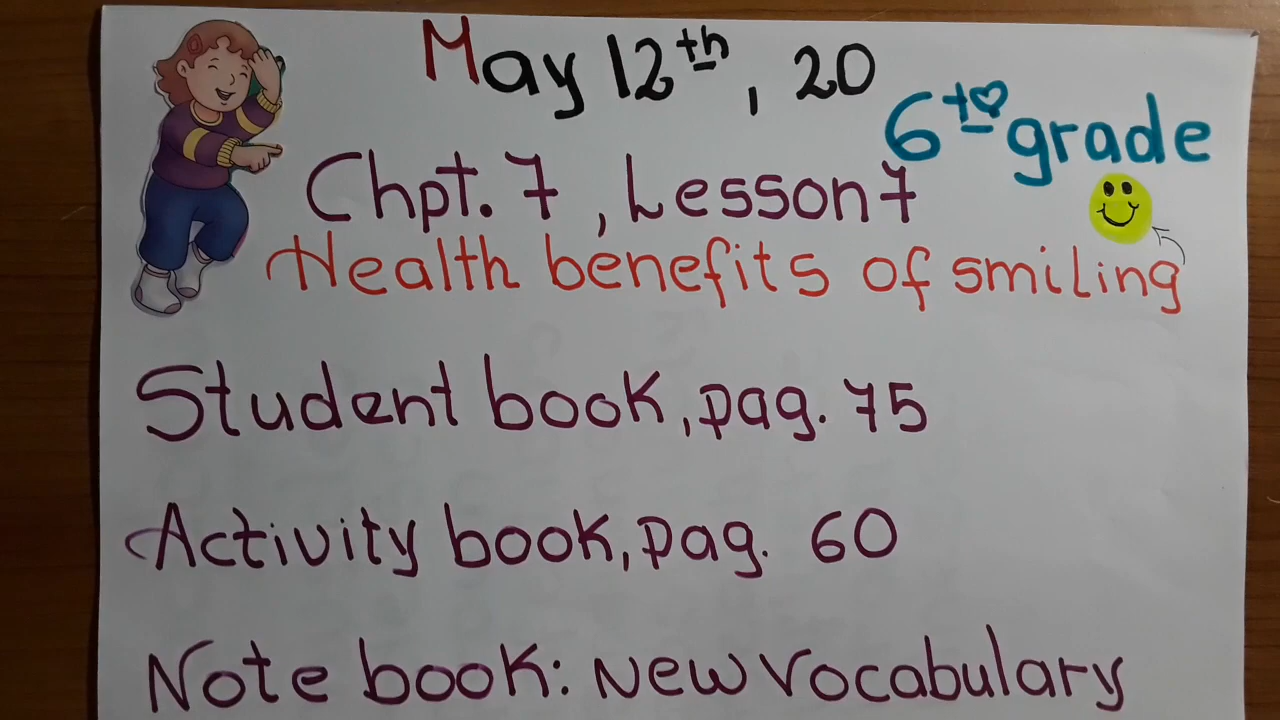 May 12th, 20
6th grade
Chpt. 7, Lesson 7
Health benefits of smiling
Student book, pag. 75
Activity book, pag. 60
Note book: New Vocabulary